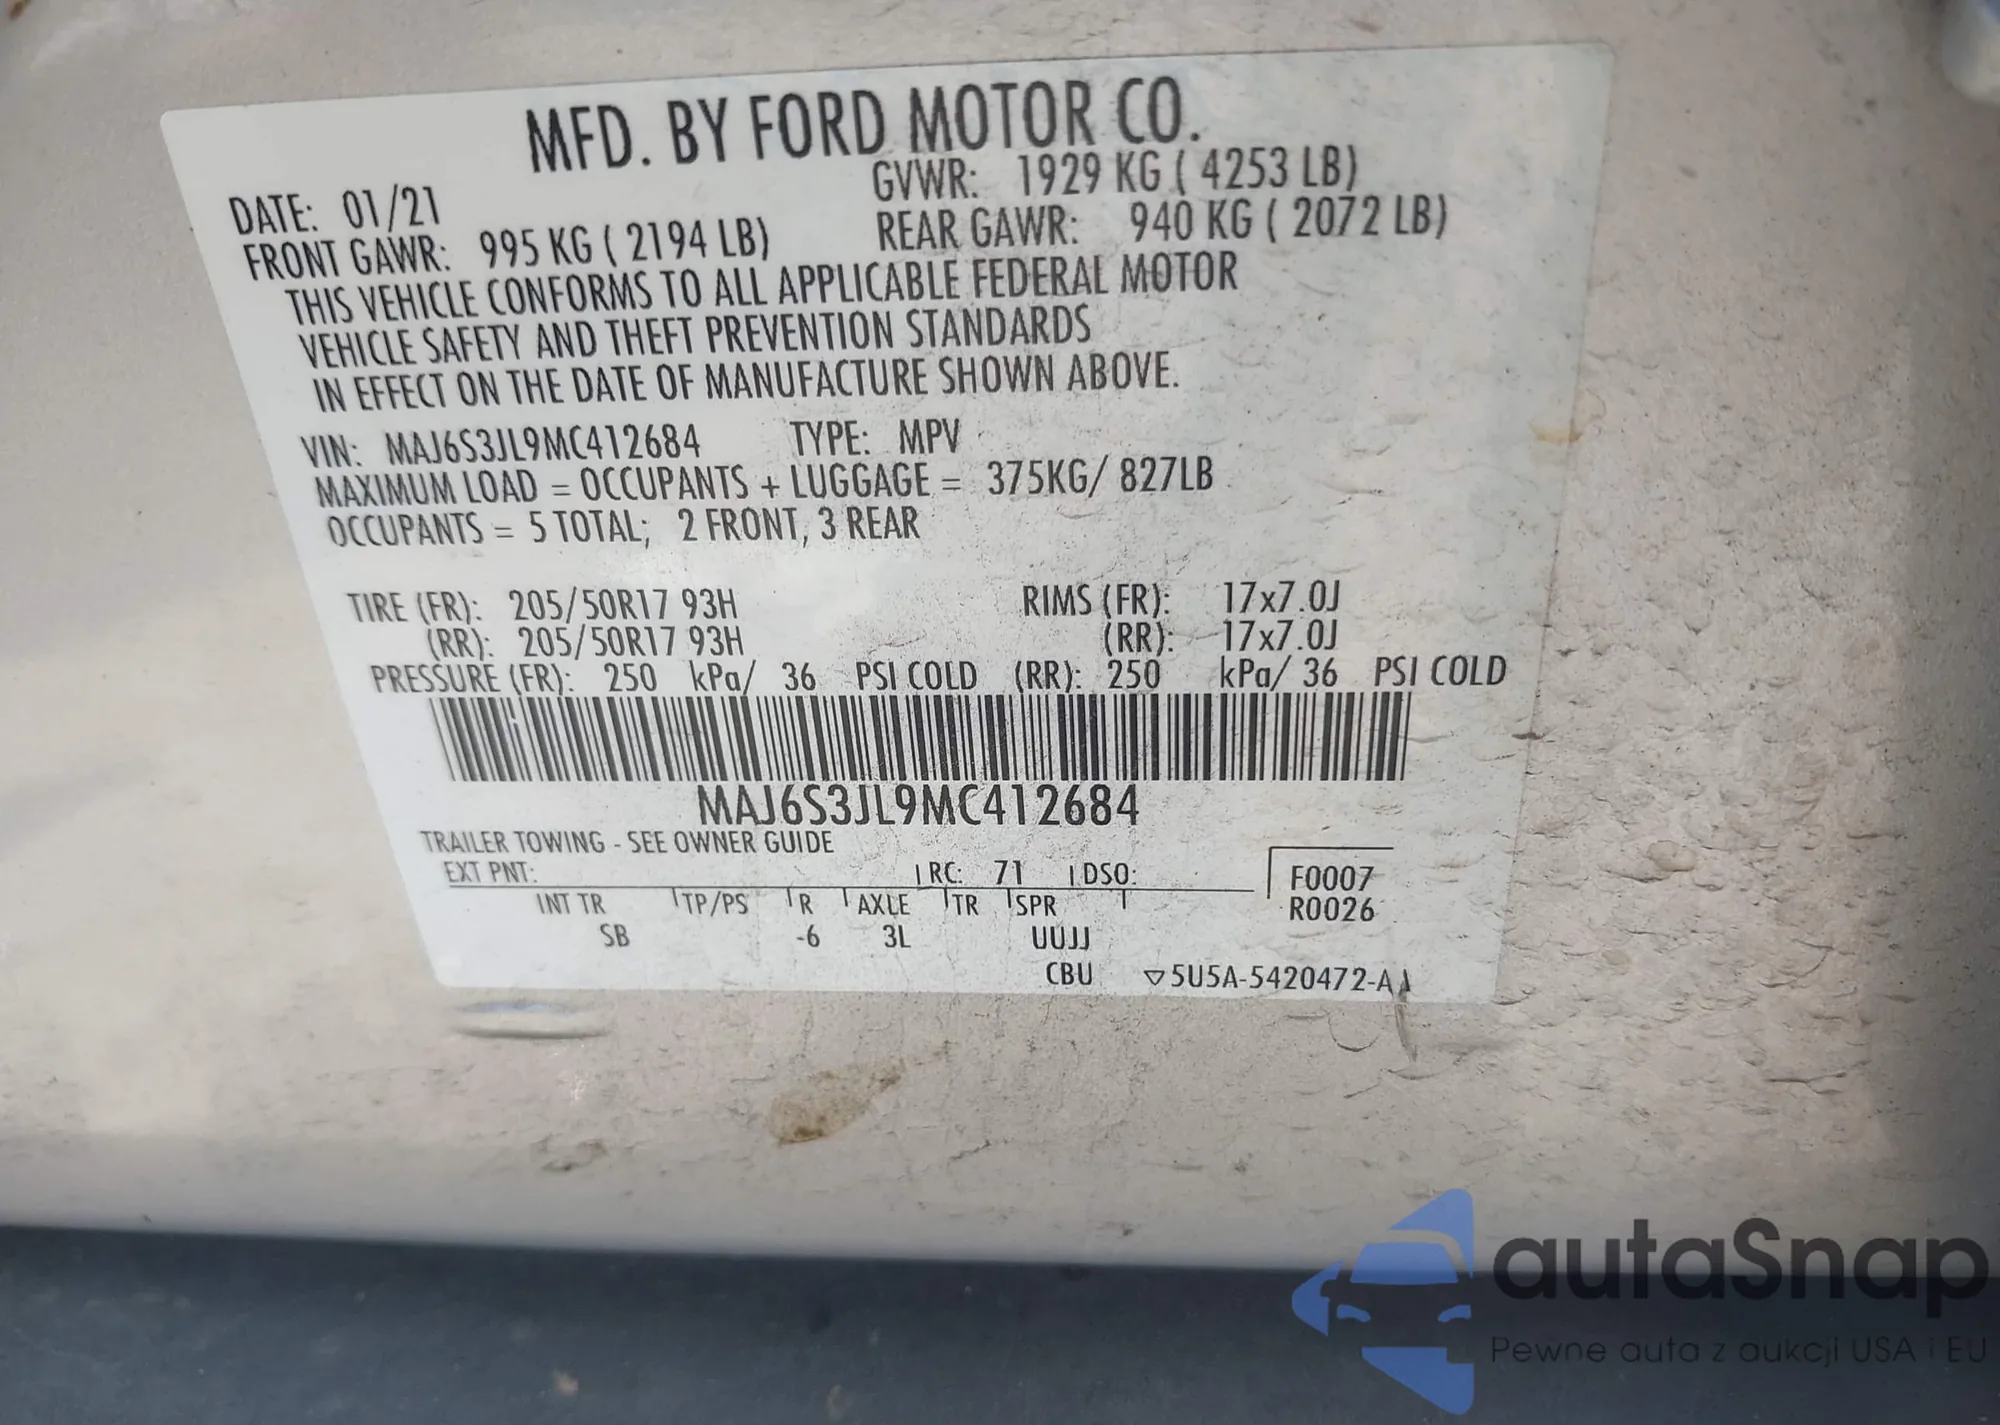 MFD. BY FORD MOTOR CO.
DATE: 01/21
GVWR: 1929 KG ( 4253 LB)
FRONT GAWR: 995 KG ( 2194 LB)
REAR GAWR: 940 KG ( 2072 LB)
THIS VEHICLE CONFORMS TO ALL APPLICABLE FEDERAL MOTOR
VEHICLE SAFETY AND THEFT PREVENTION STANDARDS
IN EFFECT ON THE DATE OF MANUFACTURE SHOWN ABOVE.
VIN: MAJ6S3JL9MC412684 TYPE: MPV
MAXIMUM LOAD = OCCUPANTS + LUGGAGE = 375KG/ 827LB
OCCUPANTS = 5 TOTAL; 2 FRONT, 3 REAR
TIRE (FR): 205/50R17 93H RIMS (FR): 17x7.0J
(RR): 205/50R17 93H (RR): 17x7.0J
PRESSURE (FR): 250 kPa/ 36 PSI COLD (RR): 250 kPa/ 36 PSI COLD
MAJ6S3JL9MC412684
TRAILER TOWING - SEE OWNER GUIDE
EXT PNT: RC: 71 DSO:
F0007
INT TR TP/PS R AXLE TR SPR
R0026
SB -6 3L UUJJ
CBU ▽5U5A-5420472-AA
autaSnap
Pewne auta z aukcji USA i EU